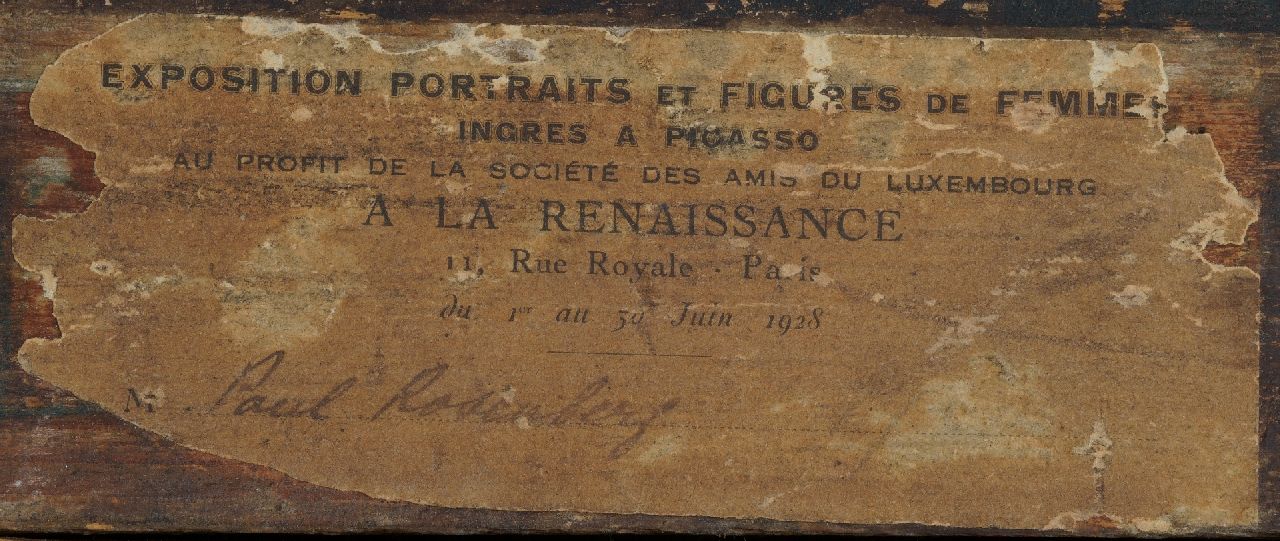 EXPOSITION PORTRAITS ET FIGURES DE FEMMES
INGRES A PICASSO
AU PROFIT DE LA SOCIÉTÉ DES AMIS DU LUXEMBOURG
A LA RENAISSANCE
11, Rue Royale - Paris
du 1er au 30 Juin 1928
M Paul Rosenberg